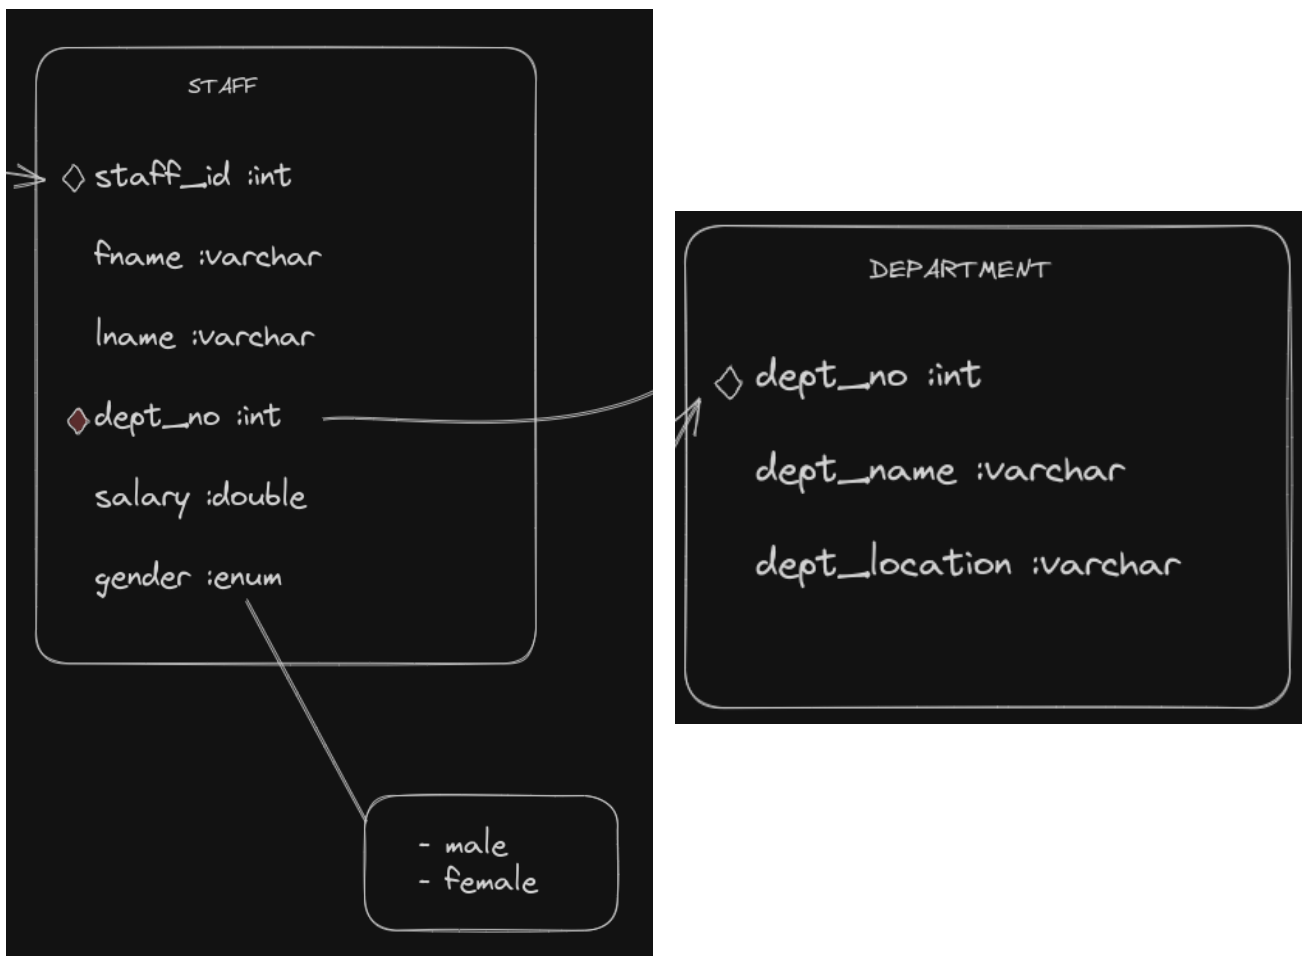 STAFF
staff_id :int
fname :varchar
lname :varchar
dept_no :int
salary :double
gender :enum
- male
- female
DEPARTMENT
dept_no :int
dept_name :varchar
dept_location :varchar